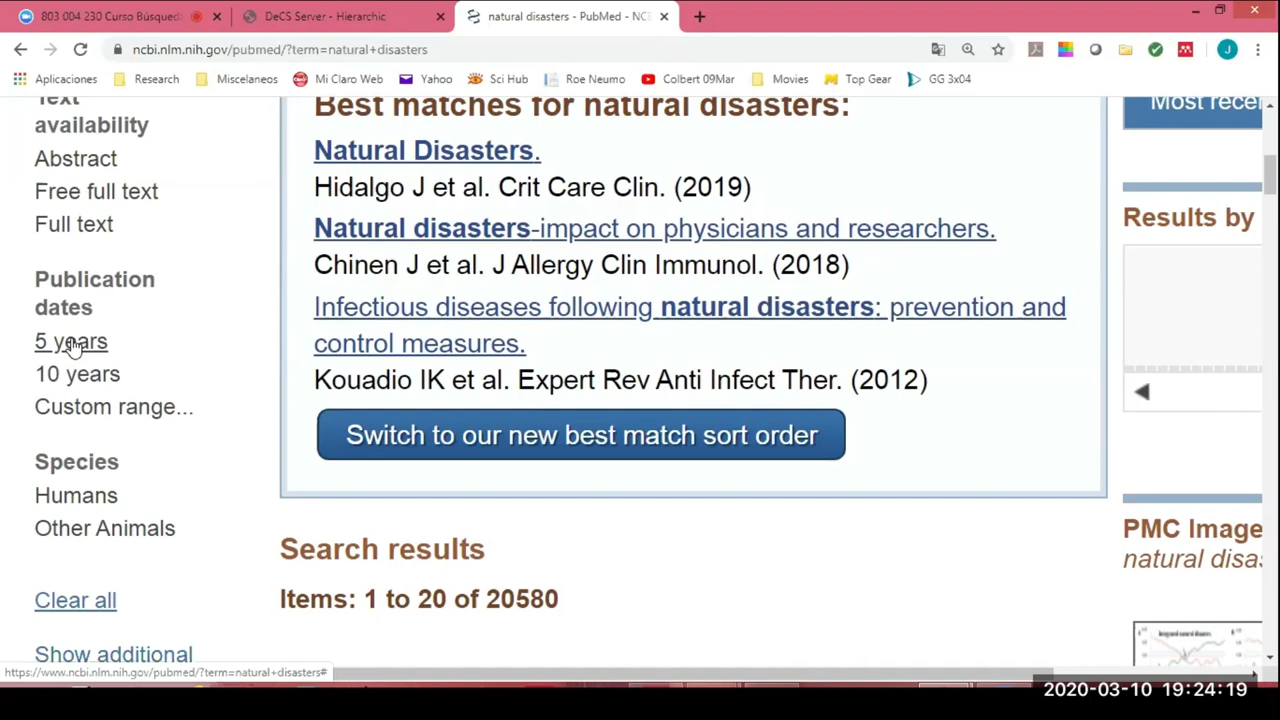 803 004 230 Curso Búsqued
DeCS Server - Hierarchic
natural disasters - PubMed - NCB
ncbi.nlm.nih.gov/pubmed/?term=natural+disasters
Aplicaciones
Research
Miscelaneos
Mi Claro Web
Yahoo
Sci Hub
Roe Neumo
Colbert 09Mar
Movies
Top Gear
GG 3x04
J
Text
availability
Abstract
Free full text
Full text
Publication
dates
5 years
10 years
Custom range...
Species
Humans
Other Animals
Clear all
Show additional
Best matches for natural disasters:
Natural Disasters.
Hidalgo J et al. Crit Care Clin. (2019)
Natural disasters-impact on physicians and researchers.
Chinen J et al. J Allergy Clin Immunol. (2018)
Infectious diseases following natural disasters: prevention and
control measures.
Kouadio IK et al. Expert Rev Anti Infect Ther. (2012)
Switch to our new best match sort order
Search results
Items: 1 to 20 of 20580
Most recen
Results by
PMC Image
natural disas
https://www.ncbi.nlm.nih.gov/pubmed/?term=natural+disasters#
2020-03-10 19:24:19